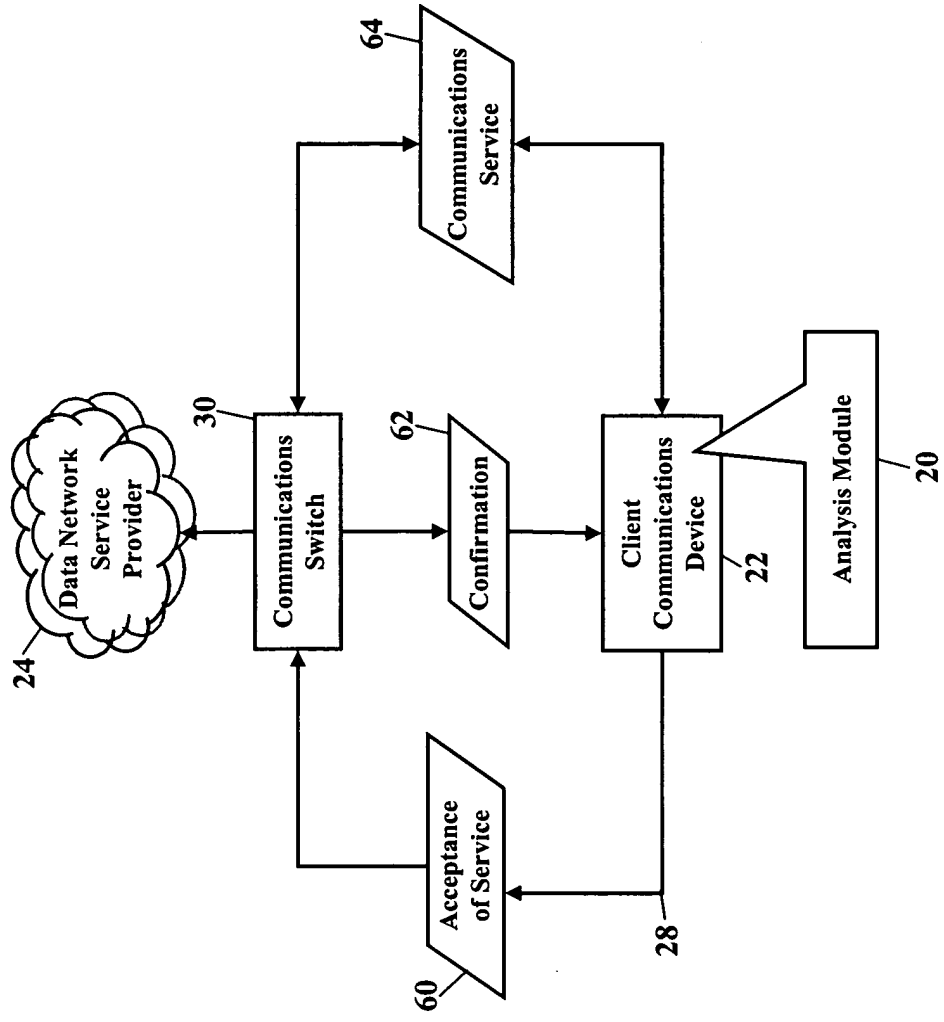 24
Data Network
Service
Provider
30
Communications
Switch
64
Communications
Service
62
Confirmation
60
Acceptance
of Service
28
Client
Communications
Device
22
Analysis Module
20